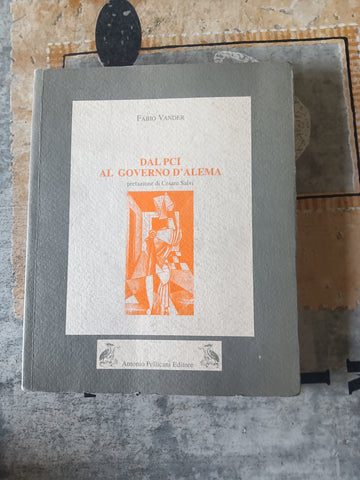 FABIO VANDER
DAL PCI
AL GOVERNO D'ALEMA
prefazione di Cesare Salvi
Antonio Pellicani Editore